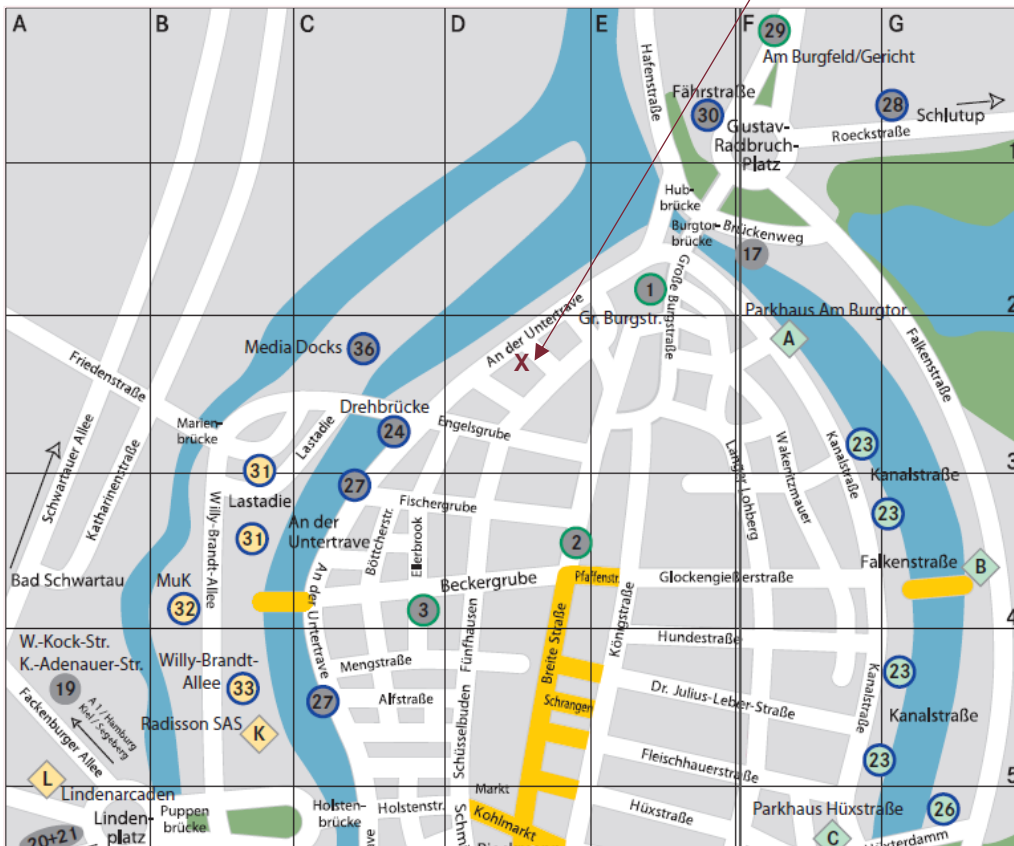 A
B
C
D
E
F
G
29
Am Burgfeld/Gericht
Hafenstraße
Fährstraße
30
28
Schlutup
Gustav-
Radbruch-
Platz
Roeckstraße
1
Hub-
brücke
Burgtor-
brücke
Brückenweg
17
1
Große Burgstraße
2
An der Untertrave
Gr. Burgstr.
Parkhaus Am Burgtor
A
Falkenstraße
Media Docks
36
X
Friedenstraße
Drehbrücke
24
Engelsgrube
Marien-
brücke
Lastadie
Schwartauer Allee
Katharinenstraße
31
Lastadie
27
Langer Lohberg
Wakenitzmauer
Kanalstraße
23
Kanalstraße
3
Willy-Brandt-Allee
31
An der
Untertrave
Fischergrube
Böttcherstr.
Ellerbrook
2
23
Falkenstraße
B
Bad Schwartau
MuK
32
An der Untertrave
Beckergrube
3
Pfaffenstr.
Glockengießerstraße
4
W.-Kock-Str.
K.-Adenauer-Str.
19
A 1 / Hamburg
Kiel / Segeberg
Fackenburger Allee
Willy-Brandt-
Allee
33
Radisson SAS
K
Mengstraße
27
Alfstraße
Fünfhausen
Schüsselbuden
Breite Straße
Königstraße
Hundestraße
Dr. Julius-Leber-Straße
Schrangen
Fleischhauerstraße
Kanalstraße
23
Kanalstraße
23
5
L
Lindenarcaden
Linden-
platz
20+21
Puppen
brücke
Holsten-
brücke
Holstenstr.
Markt
Kohlmarkt
Hüxstraße
Parkhaus Hüxstraße
C
26
Hüxterdamm